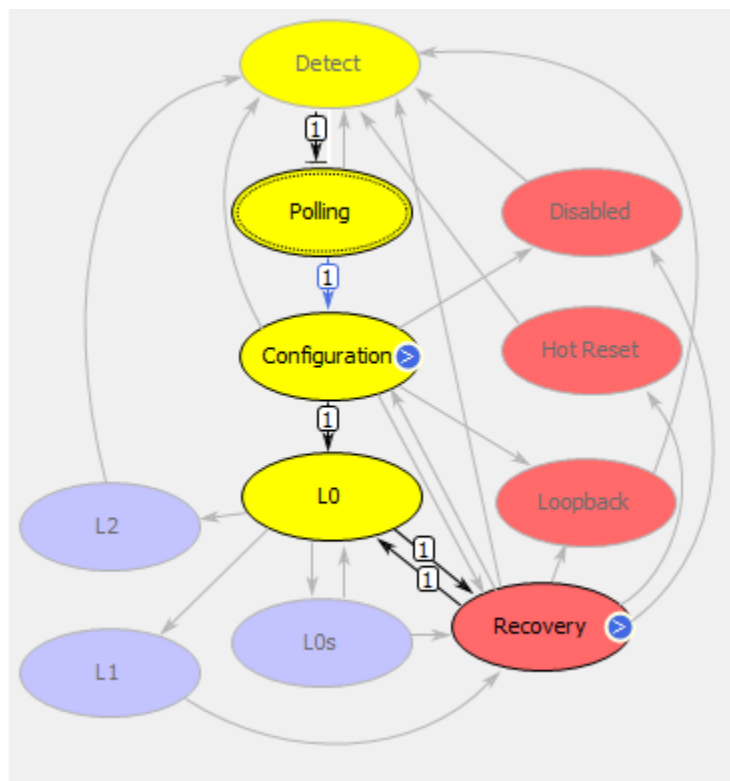 Detect
1
Polling
Disabled
1
Configuration
>
Hot Reset
1
L0
Loopback
L2
1
1
L0s
Recovery
>
L1